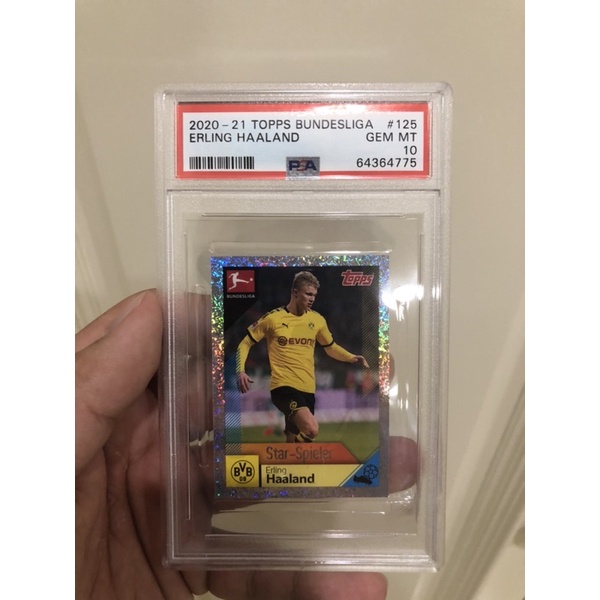 2020-21 TOPPS BUNDESLIGA #125
ERLING HAALAND GEM MT
10
PSA 64364775
topps
BUNDESLIGA
EVON
Star-Spieler
BVB
09
Erling
Haaland